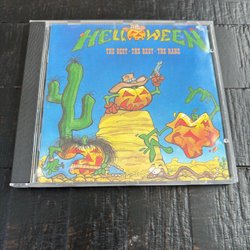 HELLOWEEN
THE BEST · THE REST · THE RARE